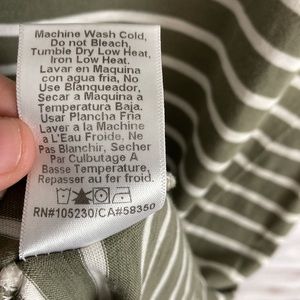 Machine Wash Cold,
Do not Bleach,
Tumble Dry Low Heat,
Iron Low Heat.
Lavar en Maquina
con agua fria, No
Use Blanqueador,
Secar a Maquina a
Temperatura Baja.
Usar Plancha Fria
Laver a la Machine
a L'Eau Froide. Ne
Pas Blanchir, Secher
Par Culbutage A
Basse Temperature,
Repasser au fer froid.
RN#105230/CA#58350